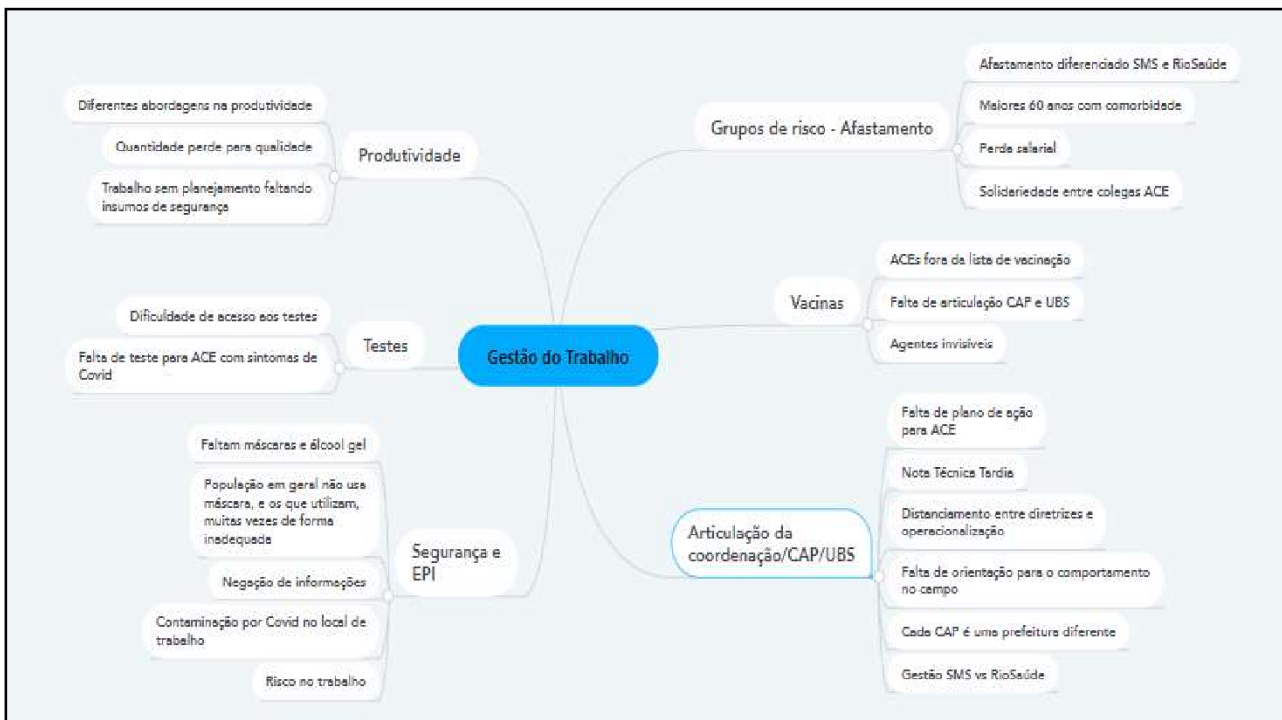 Gestão do Trabalho
Produtividade
Diferentes abordagens na produtividade
Quantidade perde para qualidade
Trabalho sem planejamento faltando
insumos de segurança
Testes
Dificuldade de acesso aos testes
Falta de teste para ACE com sintomas de
Covid
Segurança e
EPI
Faltam máscaras e álcool gel
População em geral não usa
máscara, e os que utilizam,
muitas vezes de forma
inadequada
Negação de informações
Contaminação por Covid no local de
trabalho
Risco no trabalho
Grupos de risco - Afastamento
Afastamento diferenciado SMS e RioSaúde
Maiores 60 anos com comorbidade
Perda salarial
Solidariedade entre colegas ACE
Vacinas
ACEs fora da lista de vacinação
Falta de articulação CAP e UBS
Agentes invisíveis
Articulação da
coordenação/CAP/UBS
Falta de plano de ação
para ACE
Nota Técnica Tardia
Distanciamento entre diretrizes e
operacionalização
Falta de orientação para o comportamento
no campo
Cada CAP é uma prefeitura diferente
Gestão SMS vs RioSaúde